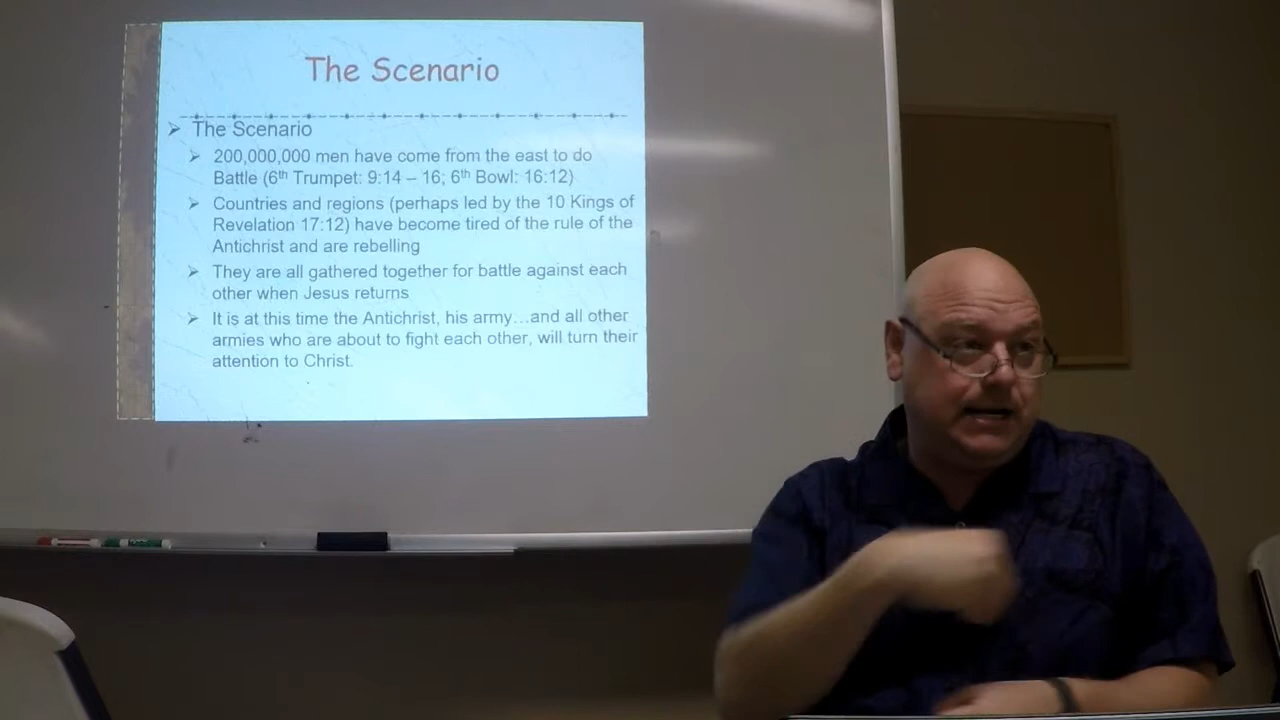 The Scenario
The Scenario
200,000,000 men have come from the east to do
Battle (6th Trumpet: 9:14 – 16; 6th Bowl: 16:12)
Countries and regions (perhaps led by the 10 Kings of
Revelation 17:12) have become tired of the rule of the
Antichrist and are rebelling
They are all gathered together for battle against each
other when Jesus returns
It is at this time the Antichrist, his army…and all other
armies who are about to fight each other, will turn their
attention to Christ.